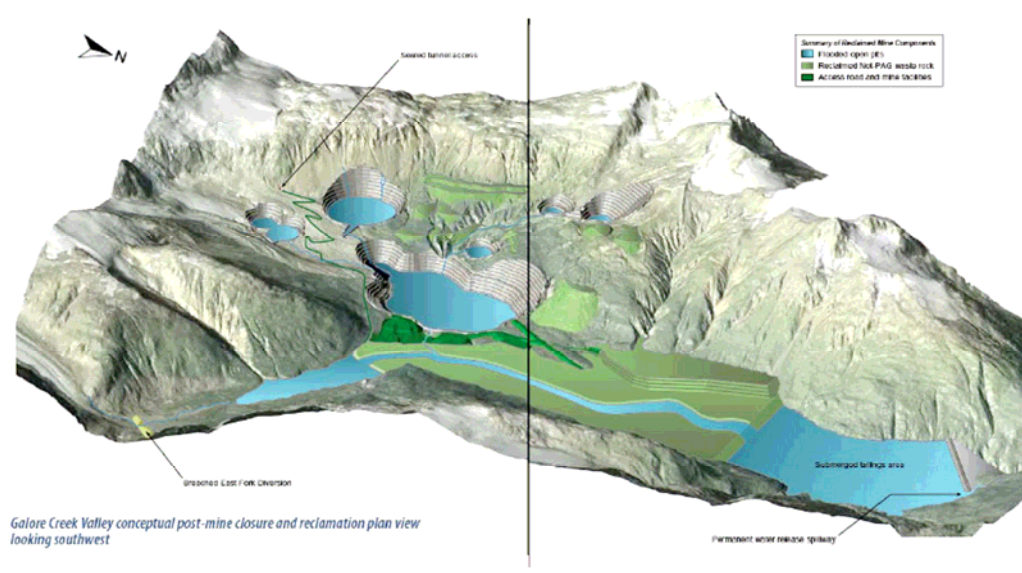 N
Sealed tunnel access
Summary of Reclaimed Mine Components
Flooded open pits
Reclaimed Not-PAG waste rock
Access road and mine facilities
Submerged tailings area
Breached East Fork Diversion
Galore Creek Valley conceptual post-mine closure and reclamation plan view
looking southwest
Permanent water release spillway